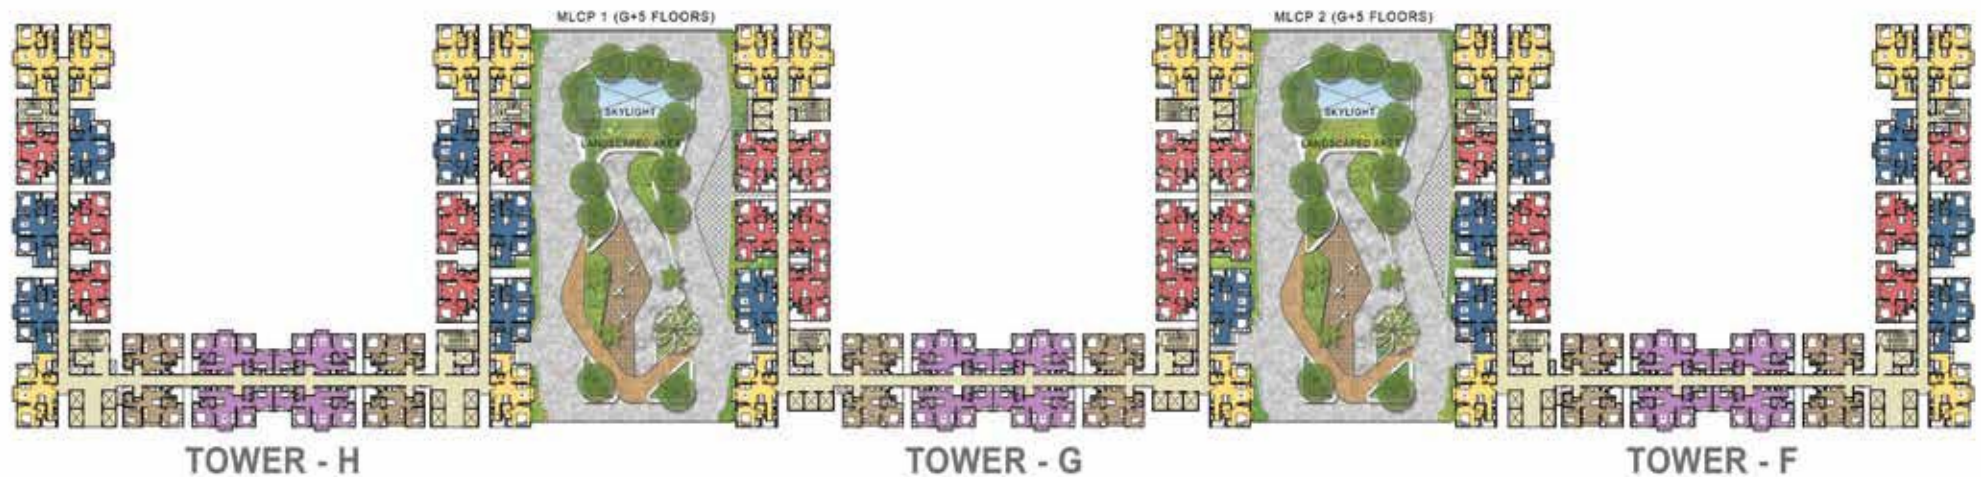 MLCP 1 (G+5 FLOORS)
MLCP 2 (G+5 FLOORS)
SKYLIGHT
SKYLIGHT
LANDSCAPED AREA
LANDSCAPED AREA
TOWER - H
TOWER - G
TOWER - F